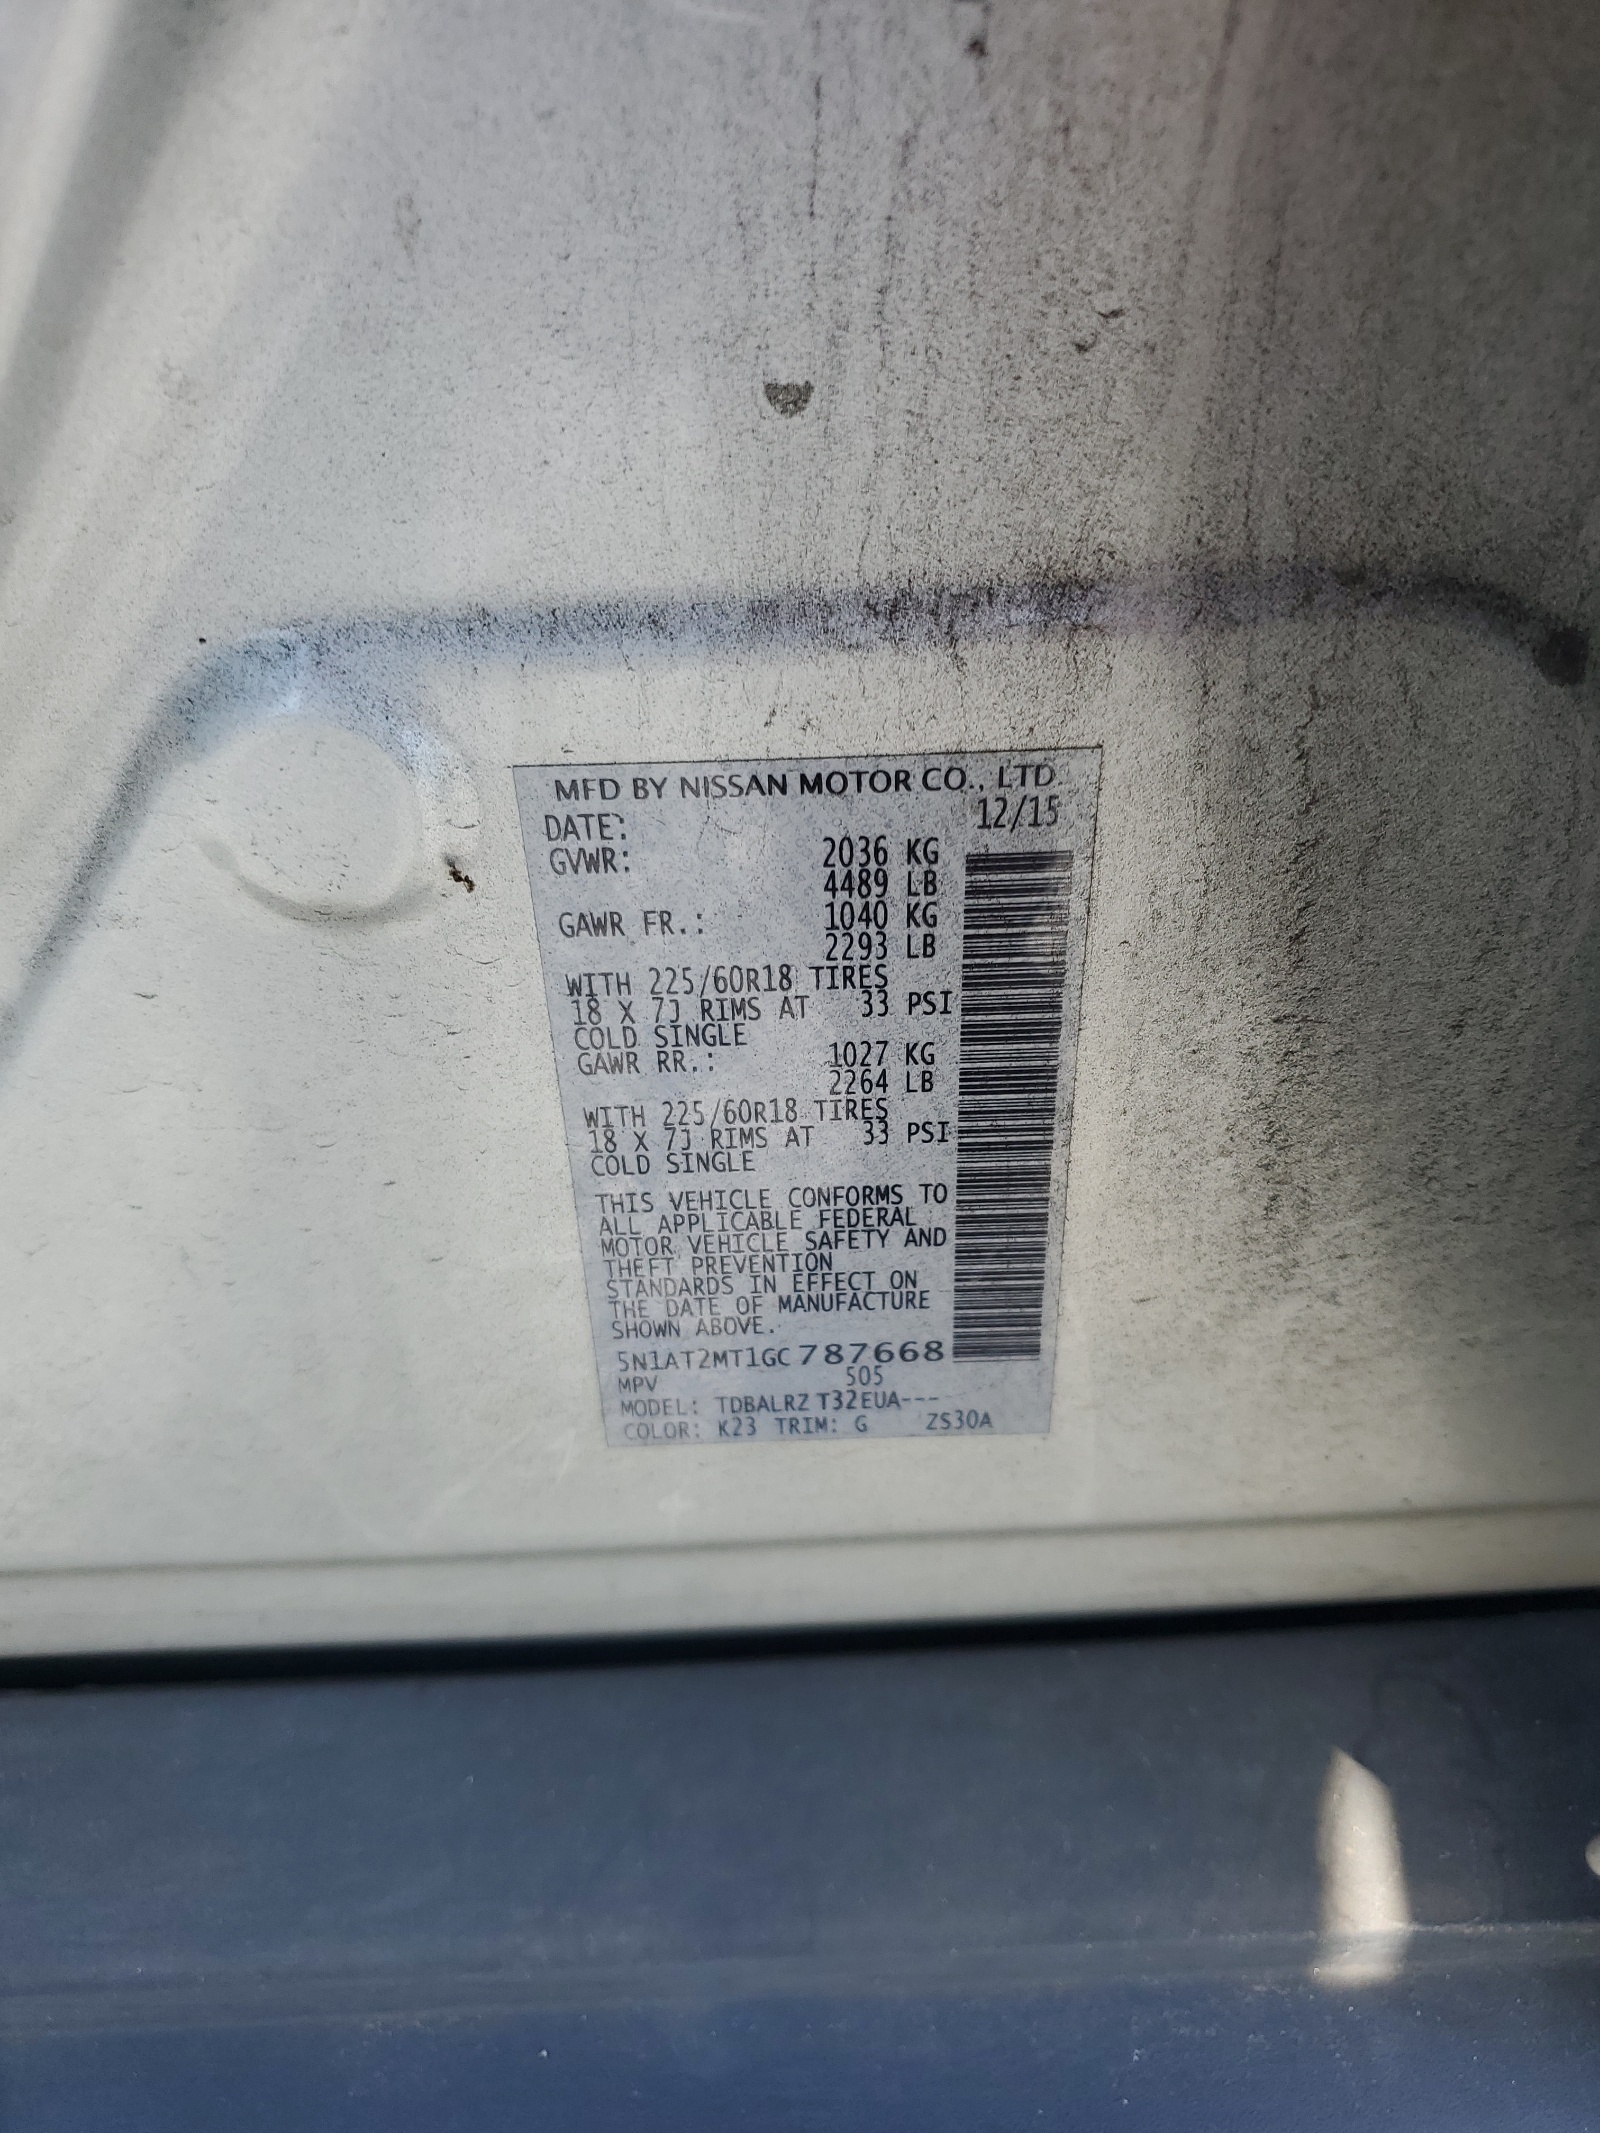 MFD BY NISSAN MOTOR CO., LTD
DATE: 12/15
GVWR: 2036 KG
4489 LB
GAWR FR.: 1040 KG
2293 LB
WITH 225/60R18 TIRES
18 X 7J RIMS AT 33 PSI
COLD SINGLE
GAWR RR.: 1027 KG
2264 LB
WITH 225/60R18 TIRES
18 X 7J RIMS AT 33 PSI
COLD SINGLE
THIS VEHICLE CONFORMS TO
ALL APPLICABLE FEDERAL
MOTOR VEHICLE SAFETY AND
THEFT PREVENTION
STANDARDS IN EFFECT ON
THE DATE OF MANUFACTURE
SHOWN ABOVE.
5N1AT2MT1GC787668
MPV 505
MODEL: TDBALRZ T32EUA---
COLOR: K23 TRIM: G ZS30A